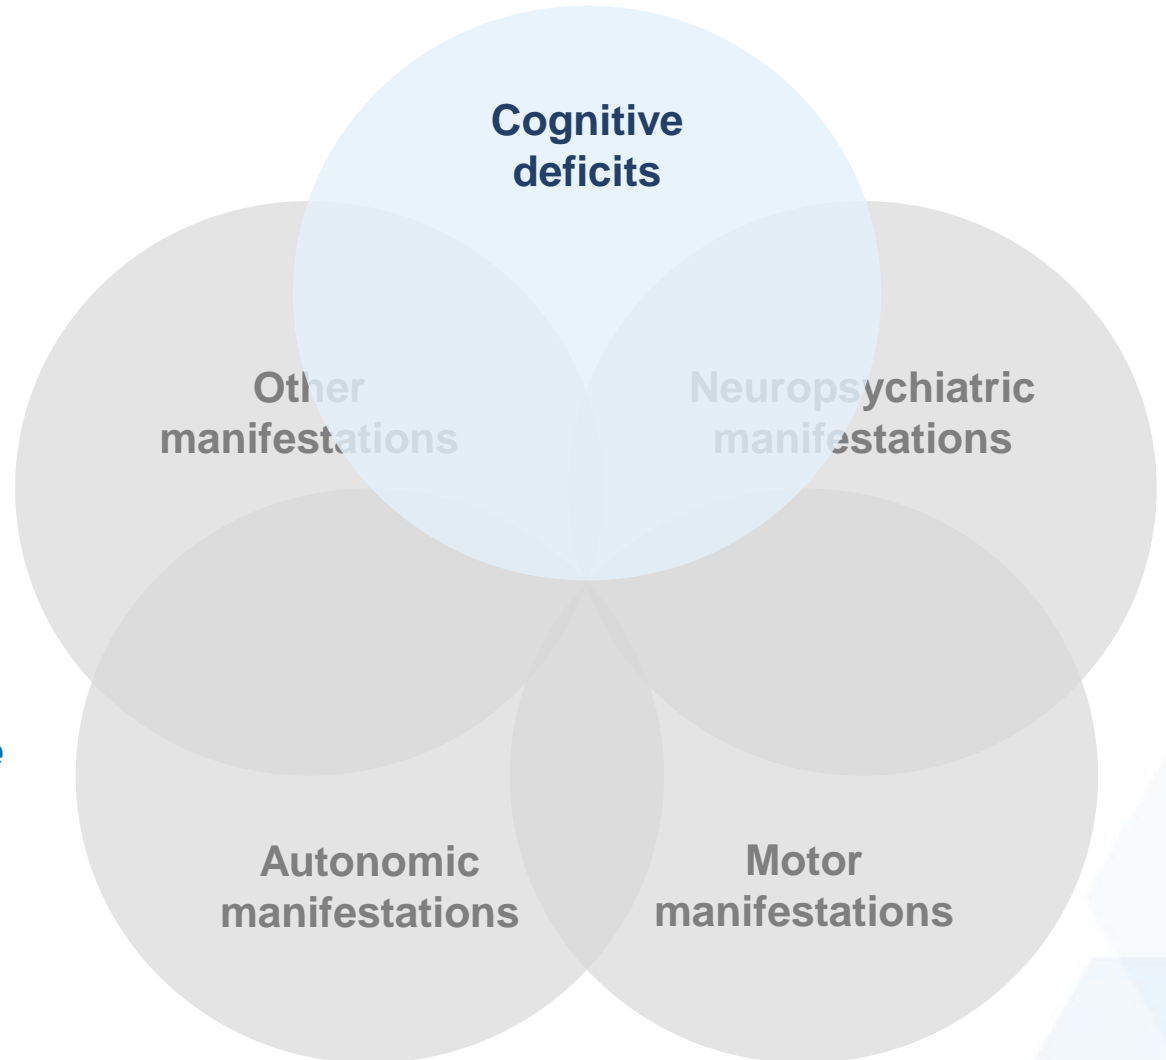 Cognitive
deficits
Other
manifestations
Neuropsychiatric
manifestations
e
Autonomic
manifestations
Motor
manifestations